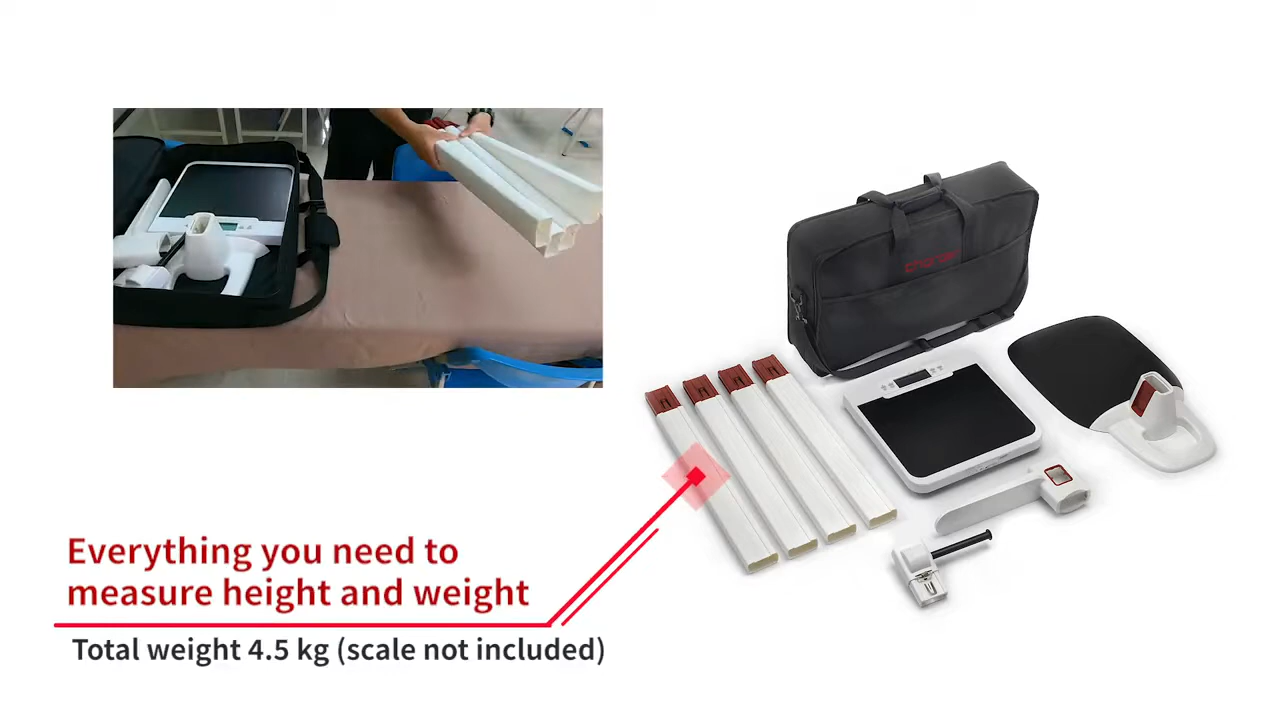 Everything you need to
measure height and weight
Total weight 4.5 kg (scale not included)